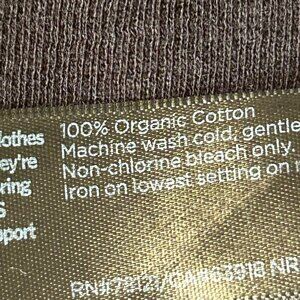 100% Organic Cotton
Machine wash cold, gentle
Non-chlorine bleach only.
Iron on lowest setting on
lothes
ey're
ring
S
pport
RN# 78121/CA#63918 NR